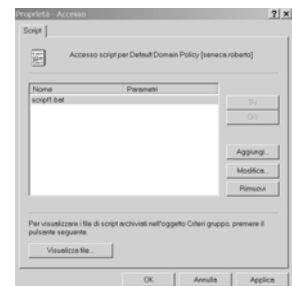 Proprietà - Accesso
Script
Accesso script per Default Domain Policy [seneca.roberto]
Nome Parametri
script1.bat
Su
Giù
Aggiungi...
Modifica...
Rimuovi
Per visualizzare i file di script archiviati nell'oggetto Criteri gruppo, premere il
pulsante seguente.
Visualizza file...
OK Annulla Applica